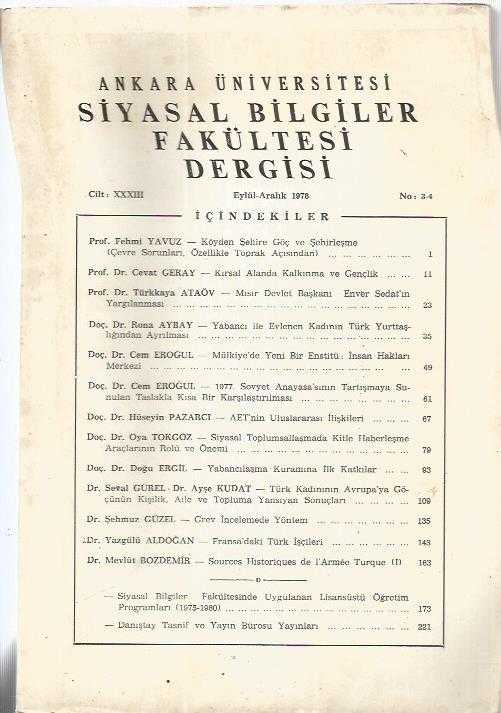 ANKARA ÜNİVERSİTESİ
SİYASAL BİLGİLER
FAKÜLTESİ
DERGİSİ
Cilt: XXXIII Eylül-Aralık 1978 No: 3-4
İÇİNDEKİLER
Prof. Fehmi YAVUZ — Köyden Şehire Göç ve Şehirleşme
(Çevre Sorunları, Özellikle Toprak Açısından) ... ... ... ... ... ... 1
Prof. Dr. Cevat GERAY — Kırsal Alanda Kalkınma ve Gençlik ... ... 11
Prof. Dr. Türkkaya ATAÖV — Mısır Devlet Başkanı Enver Sedat'ın
Yargılanması ... ... ... ... ... ... ... ... ... ... ... ... ... ... 23
Doç. Dr. Rona AYBAY — Yabancı ile Evlenen Kadının Türk Yurttaş-
lığından Ayrılması ... ... ... ... ... ... ... ... ... ... ... ... ... 35
Doç. Dr. Cem EROĞUL — Mülkiye'de Yeni Bir Enstitü: İnsan Hakları
Merkezi ... ... ... ... ... ... ... ... ... ... ... ... ... ... ... 49
Doç. Dr. Cem EROĞUL — 1977 Sovyet Anayasa'sının Tartışmaya Su-
nulan Taslakla Kısa Bir Karşılaştırılması ... ... ... ... ... ... ... 61
Doç. Dr. Hüseyin PAZARCI — AET'nin Uluslararası İlişkileri ... ... 67
Doç. Dr. Oya TOKGÖZ — Siyasal Toplumsallaşmada Kitle Haberleşme
Araçlarının Rolü ve Önemi ... ... ... ... ... ... ... ... ... ... 79
Doç. Dr. Doğu ERGİL — Yabancılaşma Kuramına İlk Katkılar ... ... 93
Dr. Seval GÜREL - Dr. Ayşe KUDAT — Türk Kadınının Avrupa'ya Gö-
çünün Kişilik, Aile ve Topluma Yansıyan Sonuçları ... ... ... ... 109
Dr. Şehmuz GÜZEL — Grev İncelemede Yöntem ... ... ... ... ... ... 135
Dr. Yazgülü ALDOĞAN — Fransa'daki Türk İşçileri ... ... ... ... ... 143
Dr. Mevlüt BOZDEMİR — Sources Historiques de l'Armée Turque (I) 163
— Siyasal Bilgiler Fakültesinde Uygulanan Lisansüstü Öğretim
Programları (1975-1980) ... ... ... ... ... ... ... ... ... ... ... 173
— Danıştay Tasnif ve Yayın Bürosu Yayınları ... ... ... ... ... ... 221